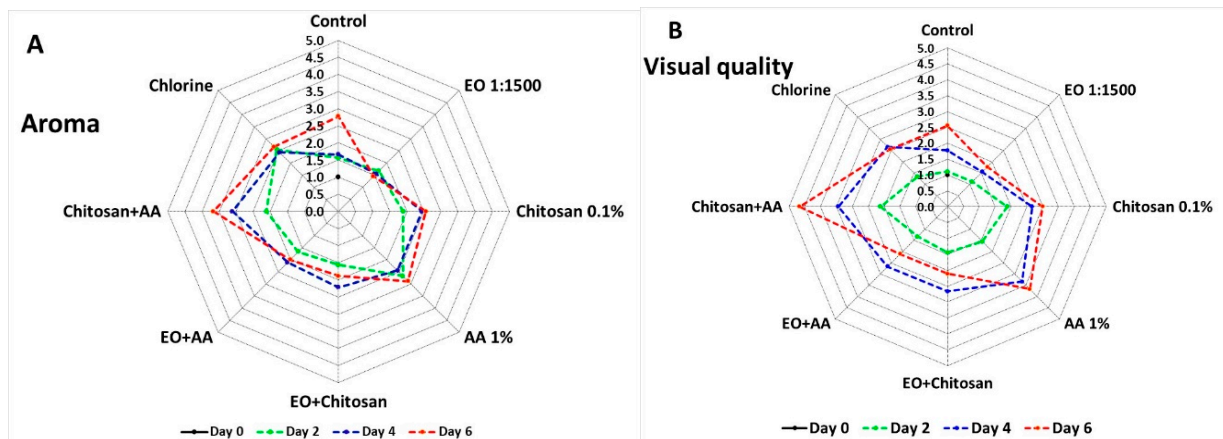 A
Aroma
Control
5.0
4.5
4.0
3.5
3.0
2.5
2.0
1.5
1.0
0.5
0.0
EO 1:1500
Chitosan 0.1%
AA 1%
EO+Chitosan
EO+AA
Chitosan+AA
Chlorine
Day 0 Day 2 Day 4 Day 6
B
Visual quality
Control
5.0
4.5
4.0
3.5
3.0
2.5
2.0
1.5
1.0
0.5
0.0
EO 1:1500
Chitosan 0.1%
AA 1%
EO+Chitosan
EO+AA
Chitosan+AA
Chlorine
Day 0 Day 2 Day 4 Day 6